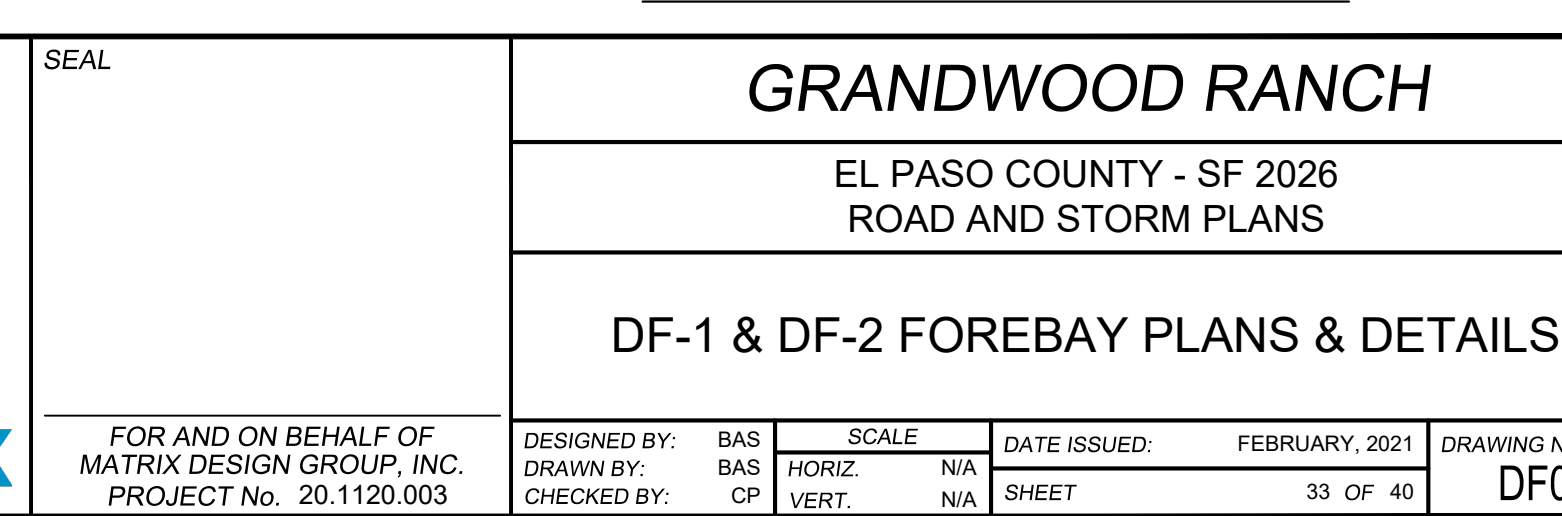 SEAL
FOR AND ON BEHALF OF
MATRIX DESIGN GROUP, INC.
PROJECT No. 20.1120.003
GRANDWOOD RANCH
EL PASO COUNTY - SF 2026
ROAD AND STORM PLANS
DF-1 & DF-2 FOREBAY PLANS & DETAILS
DESIGNED BY: BAS
DRAWN BY: BAS
CHECKED BY: CP
SCALE
HORIZ. N/A
VERT. N/A
DATE ISSUED: FEBRUARY, 2021
SHEET 33 OF 40
DRAWING